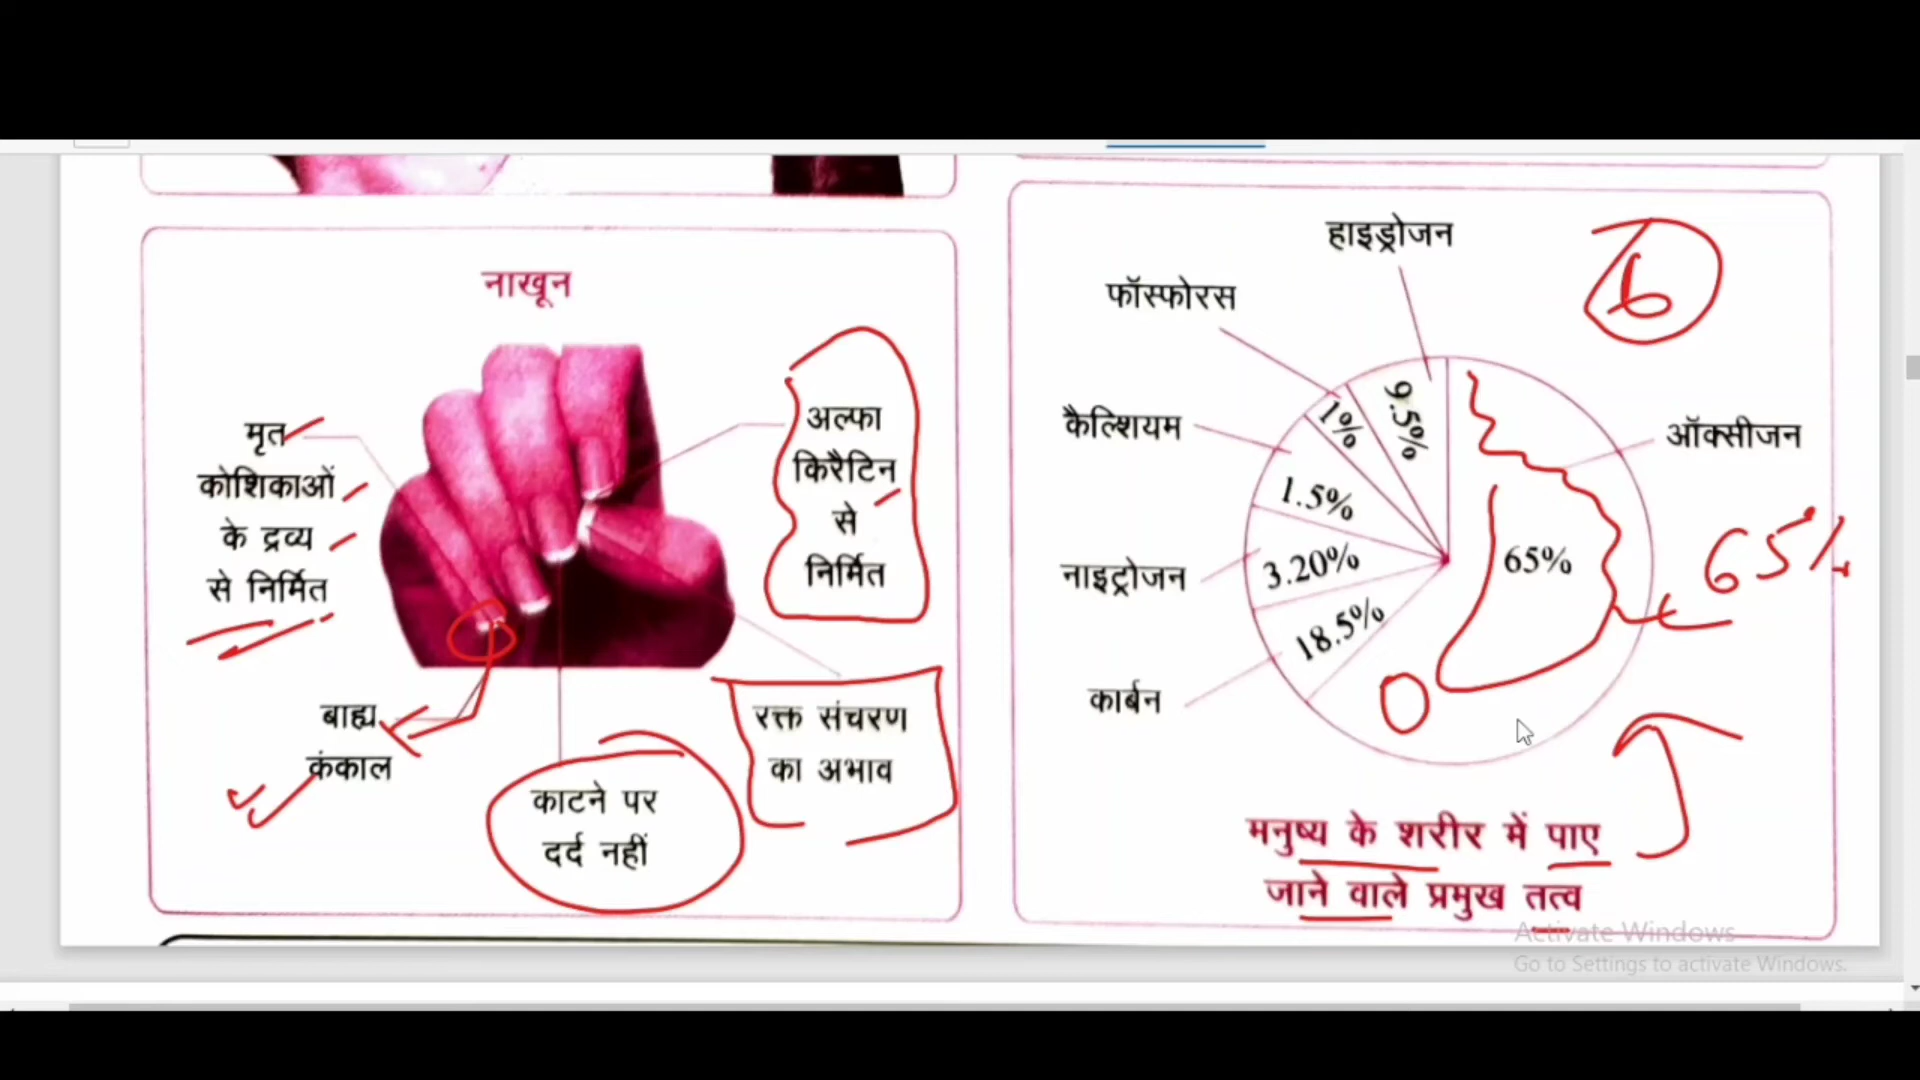 नाखून
मृत
कोशिकाओं
के द्रव्य
से निर्मित
अल्फा
किरैटिन
से
निर्मित
बाह्य
कंकाल
काटने पर
दर्द नहीं
रक्त संचरण
का अभाव
हाइड्रोजन
6
फॉस्फोरस
कैल्शियम
ऑक्सीजन
नाइट्रोजन
कार्बन
9.5%
1%
1.5%
3.20%
18.5%
65%
65%
मनुष्य के शरीर में पाए
जाने वाले प्रमुख तत्व
Activate Windows
Go to Settings to activate Windows.